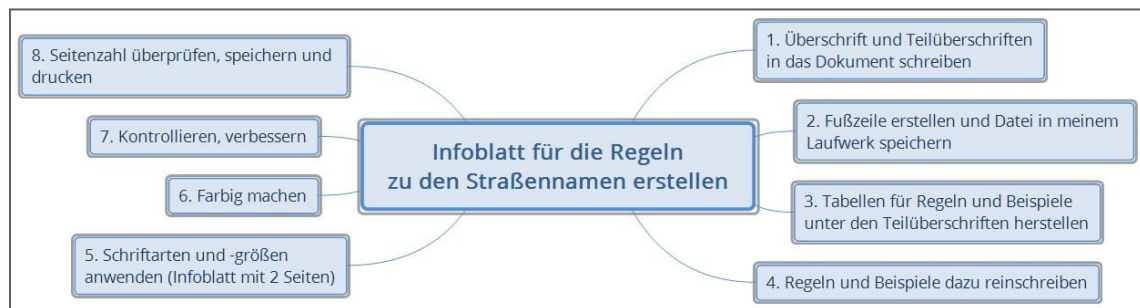 Infoblatt für die Regeln
zu den Straßennamen erstellen
1. Überschrift und Teilüberschriften
in das Dokument schreiben
2. Fußzeile erstellen und Datei in meinem
Laufwerk speichern
3. Tabellen für Regeln und Beispiele
unter den Teilüberschriften herstellen
4. Regeln und Beispiele dazu reinschreiben
5. Schriftarten und -größen
anwenden (Infoblatt mit 2 Seiten)
6. Farbig machen
7. Kontrollieren, verbessern
8. Seitenzahl überprüfen, speichern und
drucken